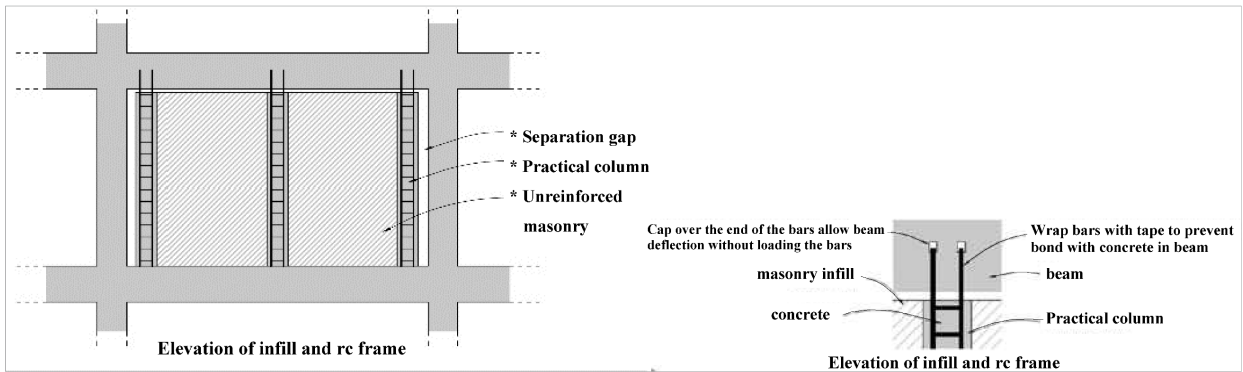 * Separation gap
* Practical column
* Unreinforced
masonry
Elevation of infill and rc frame
Cap over the end of the bars allow beam
deflection without loading the bars
Wrap bars with tape to prevent
bond with concrete in beam
masonry infill
beam
concrete
Practical column
Elevation of infill and rc frame